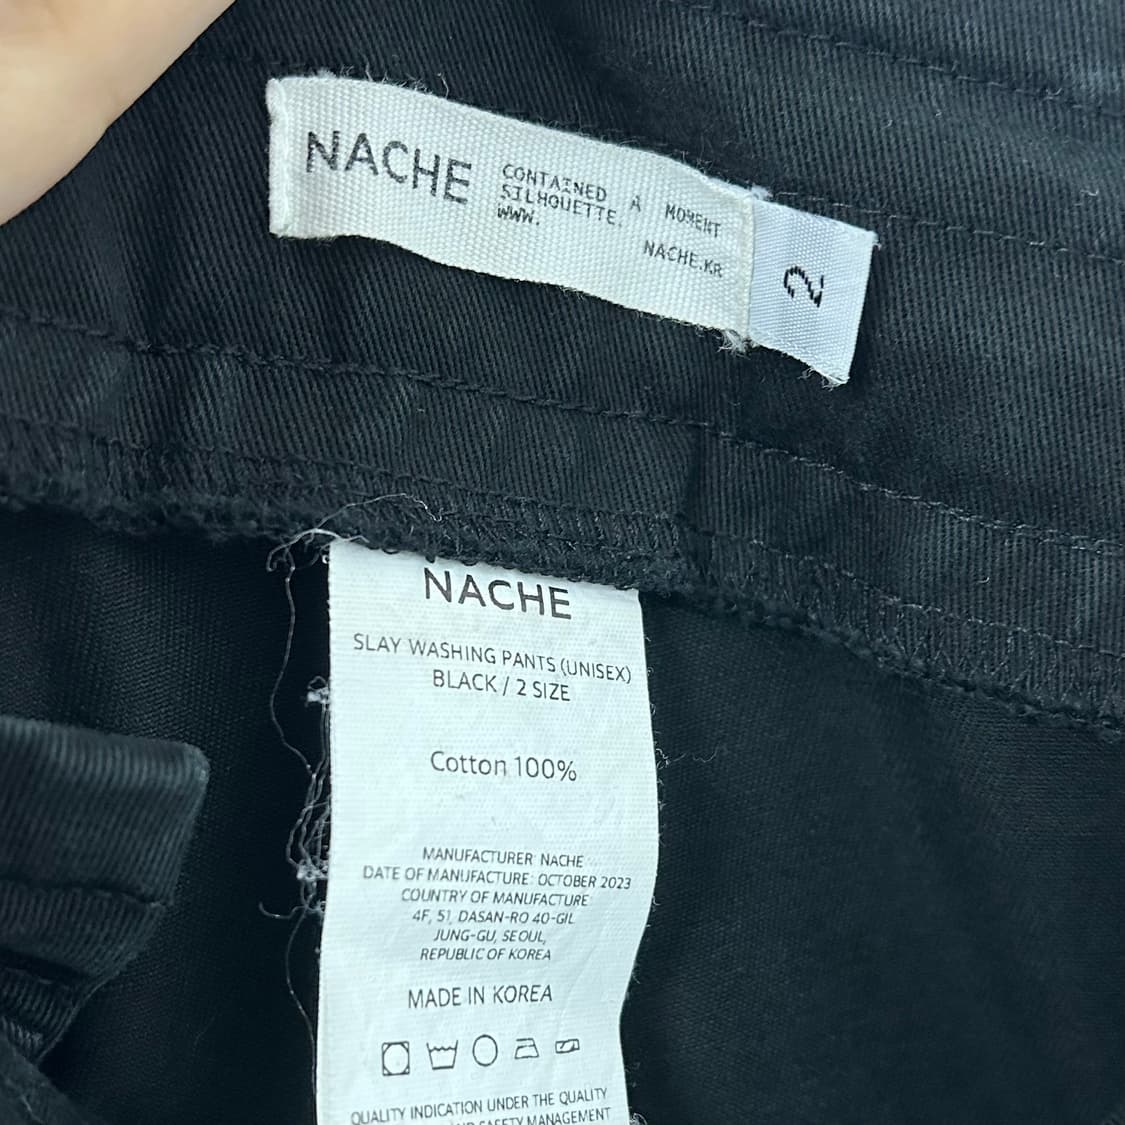 NACHE
CONTAINED A MOMENT
SILHOUETTE.
WWW. NACHE.KR
2
NACHE
SLAY WASHING PANTS (UNISEX)
BLACK / 2 SIZE
Cotton 100%
MANUFACTURER: NACHE
DATE OF MANUFACTURE: OCTOBER 2023
COUNTRY OF MANUFACTURE
4F, 51, DASAN-RO 40-GIL
JUNG-GU, SEOUL,
REPUBLIC OF KOREA
MADE IN KOREA
QUALITY INDICATION UNDER THE QUALITY
AND SAFETY MANAGEMENT